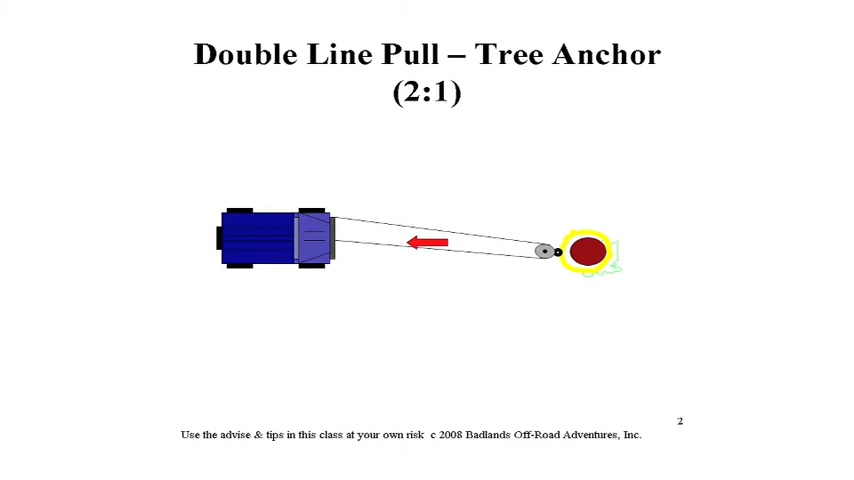 Double Line Pull – Tree Anchor
(2:1)
2
Use the advise & tips in this class at your own risk c 2008 Badlands Off-Road Adventures, Inc.